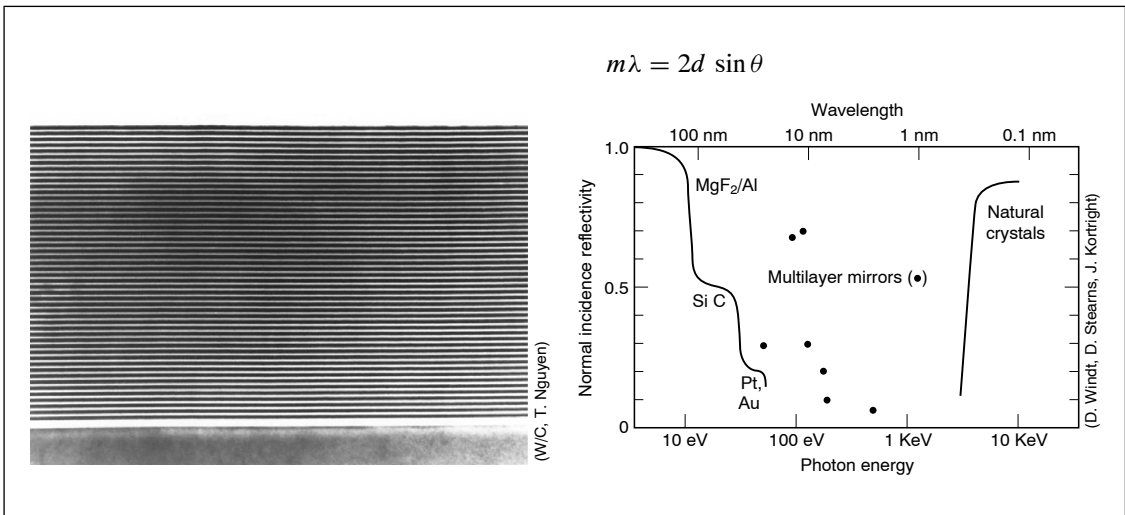 mλ = 2d sin θ
(W/C, T. Nguyen)
Wavelength
100 nm
10 nm
1 nm
0.1 nm
Normal incidence reflectivity
1.0
0.5
0
MgF₂/Al
Si C
Pt,
Au
Multilayer mirrors (•)
Natural
crystals
10 eV
100 eV
1 KeV
10 KeV
Photon energy
(D. Windt, D. Stearns, J. Kortright)